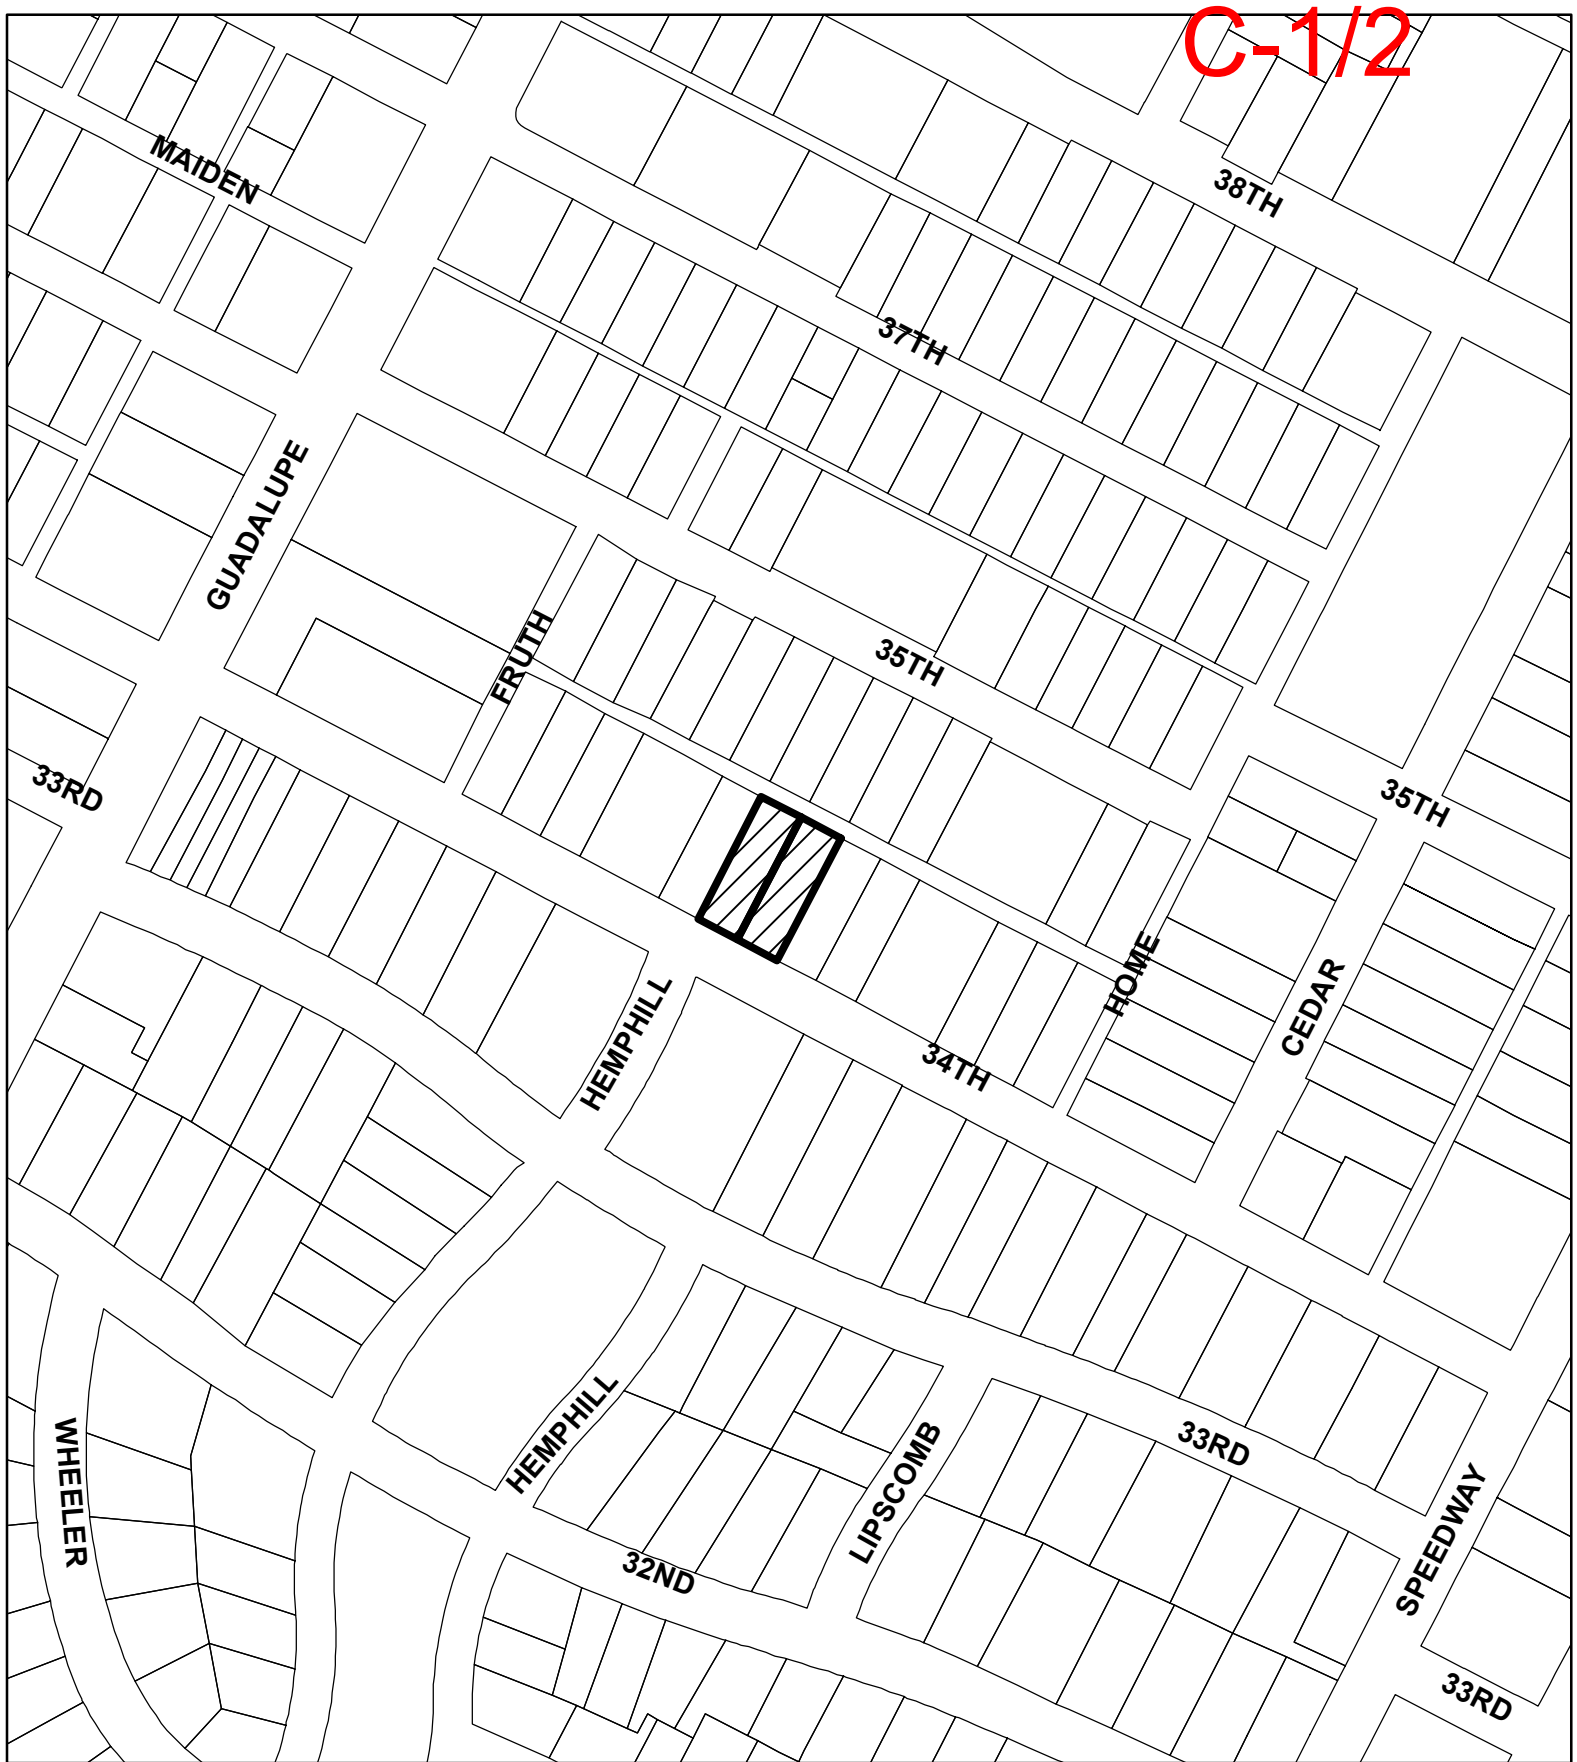 C-1/2
MAIDEN
38TH
37TH
GUADALUPE
FRUTH
35TH
33RD
35TH
HOME
CEDAR
HEMPHILL
34TH
HEMPHILL
WHEELER
LIPSCOMB
33RD
SPEEDWAY
32ND
33RD